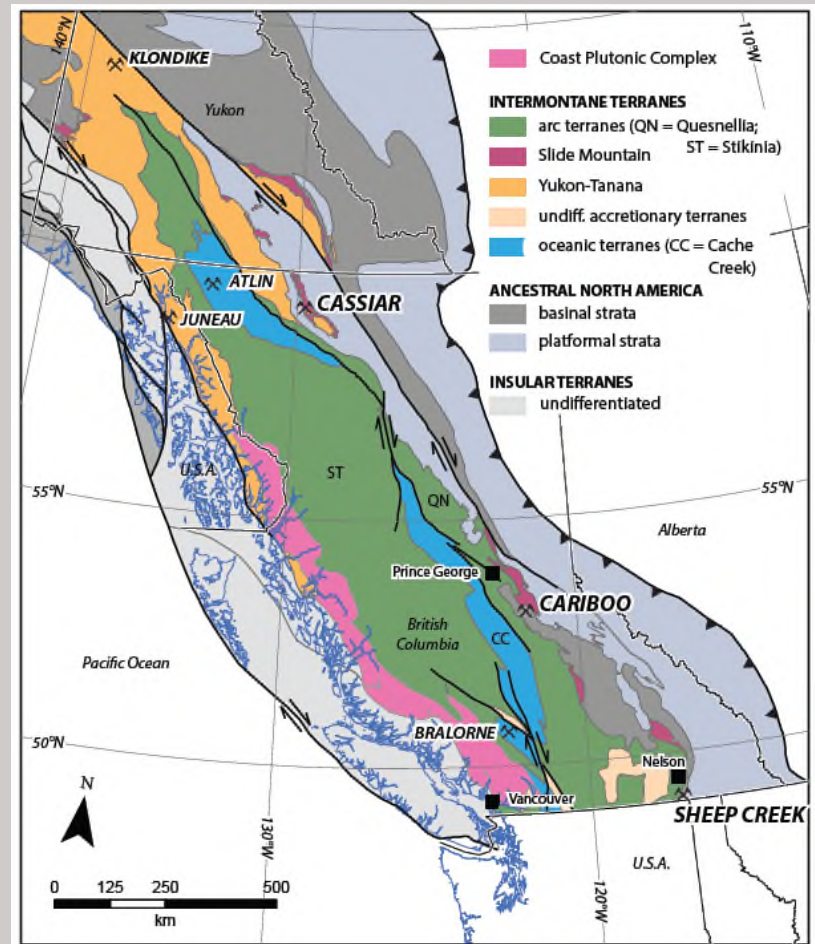 140°W
110°W
KLONDIKE
Yukon
Coast Plutonic Complex
INTERMONTANE TERRANES
arc terranes (QN = Quesnellia;
ST = Stikinia)
Slide Mountain
Yukon-Tanana
undiff. accretionary terranes
oceanic terranes (CC = Cache
Creek)
ANCESTRAL NORTH AMERICA
basinal strata
platformal strata
INSULAR TERRANES
undifferentiated
ATLIN
CASSIAR
JUNEAU
U.S.A.
ST
55°N
QN
55°N
Alberta
Prince George
CARIBOO
British
Columbia
CC
Pacific Ocean
50°N
BRALORNE
Nelson
Vancouver
SHEEP CREEK
N
130°W
120°W
U.S.A.
0 125 250 500
km